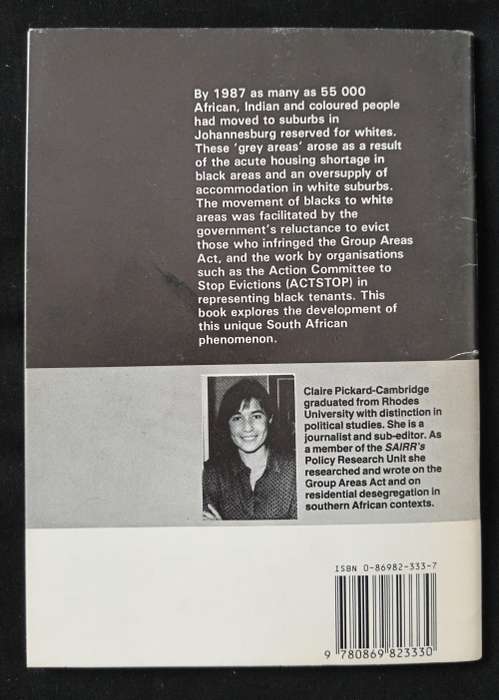 By 1987 as many as 55 000
African, Indian and coloured people
had moved to suburbs in
Johannesburg reserved for whites.
These 'grey areas' arose as a result
of the acute housing shortage in
black areas and an oversupply of
accommodation in white suburbs.
The movement of blacks to white
areas was facilitated by the
government's reluctance to evict
those who infringed the Group Areas
Act, and the work by organisations
such as the Action Committee to
Stop Evictions (ACTSTOP) in
representing black tenants. This
book explores the development of
this unique South African
phenomenon.
Claire Pickard-Cambridge
graduated from Rhodes
University with distinction in
political studies. She is a
journalist and sub-editor. As
a member of the SAIRR's
Policy Research Unit she
researched and wrote on the
Group Areas Act and on
residential desegregation in
southern African contexts.
ISBN 0-86982-333-7
9 780869 823330